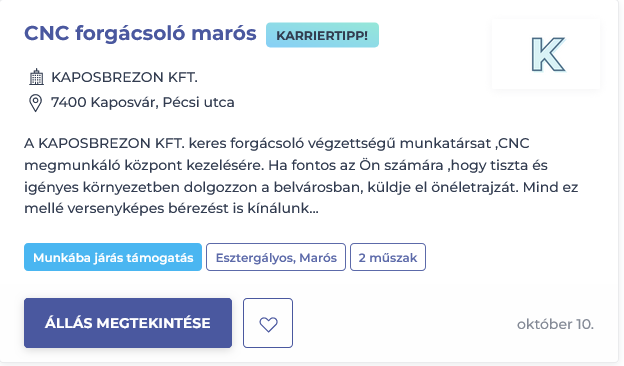 CNC forgácsoló marós KARRIERTIPP!
K
KAPOSBREZON KFT.
7400 Kaposvár, Pécsi utca
A KAPOSBREZON KFT. keres forgácsoló végzettségű munkatársat ,CNC
megmunkáló központ kezelésére. Ha fontos az Ön számára ,hogy tiszta és
igényes környezetben dolgozzon a belvárosban, küldje el önéletrajzát. Mind ez
mellé versenyképes bérezést is kínálunk...
Munkába járás támogatás Esztergályos, Marós 2 műszak
ÁLLÁS MEGTEKINTÉSE
október 10.